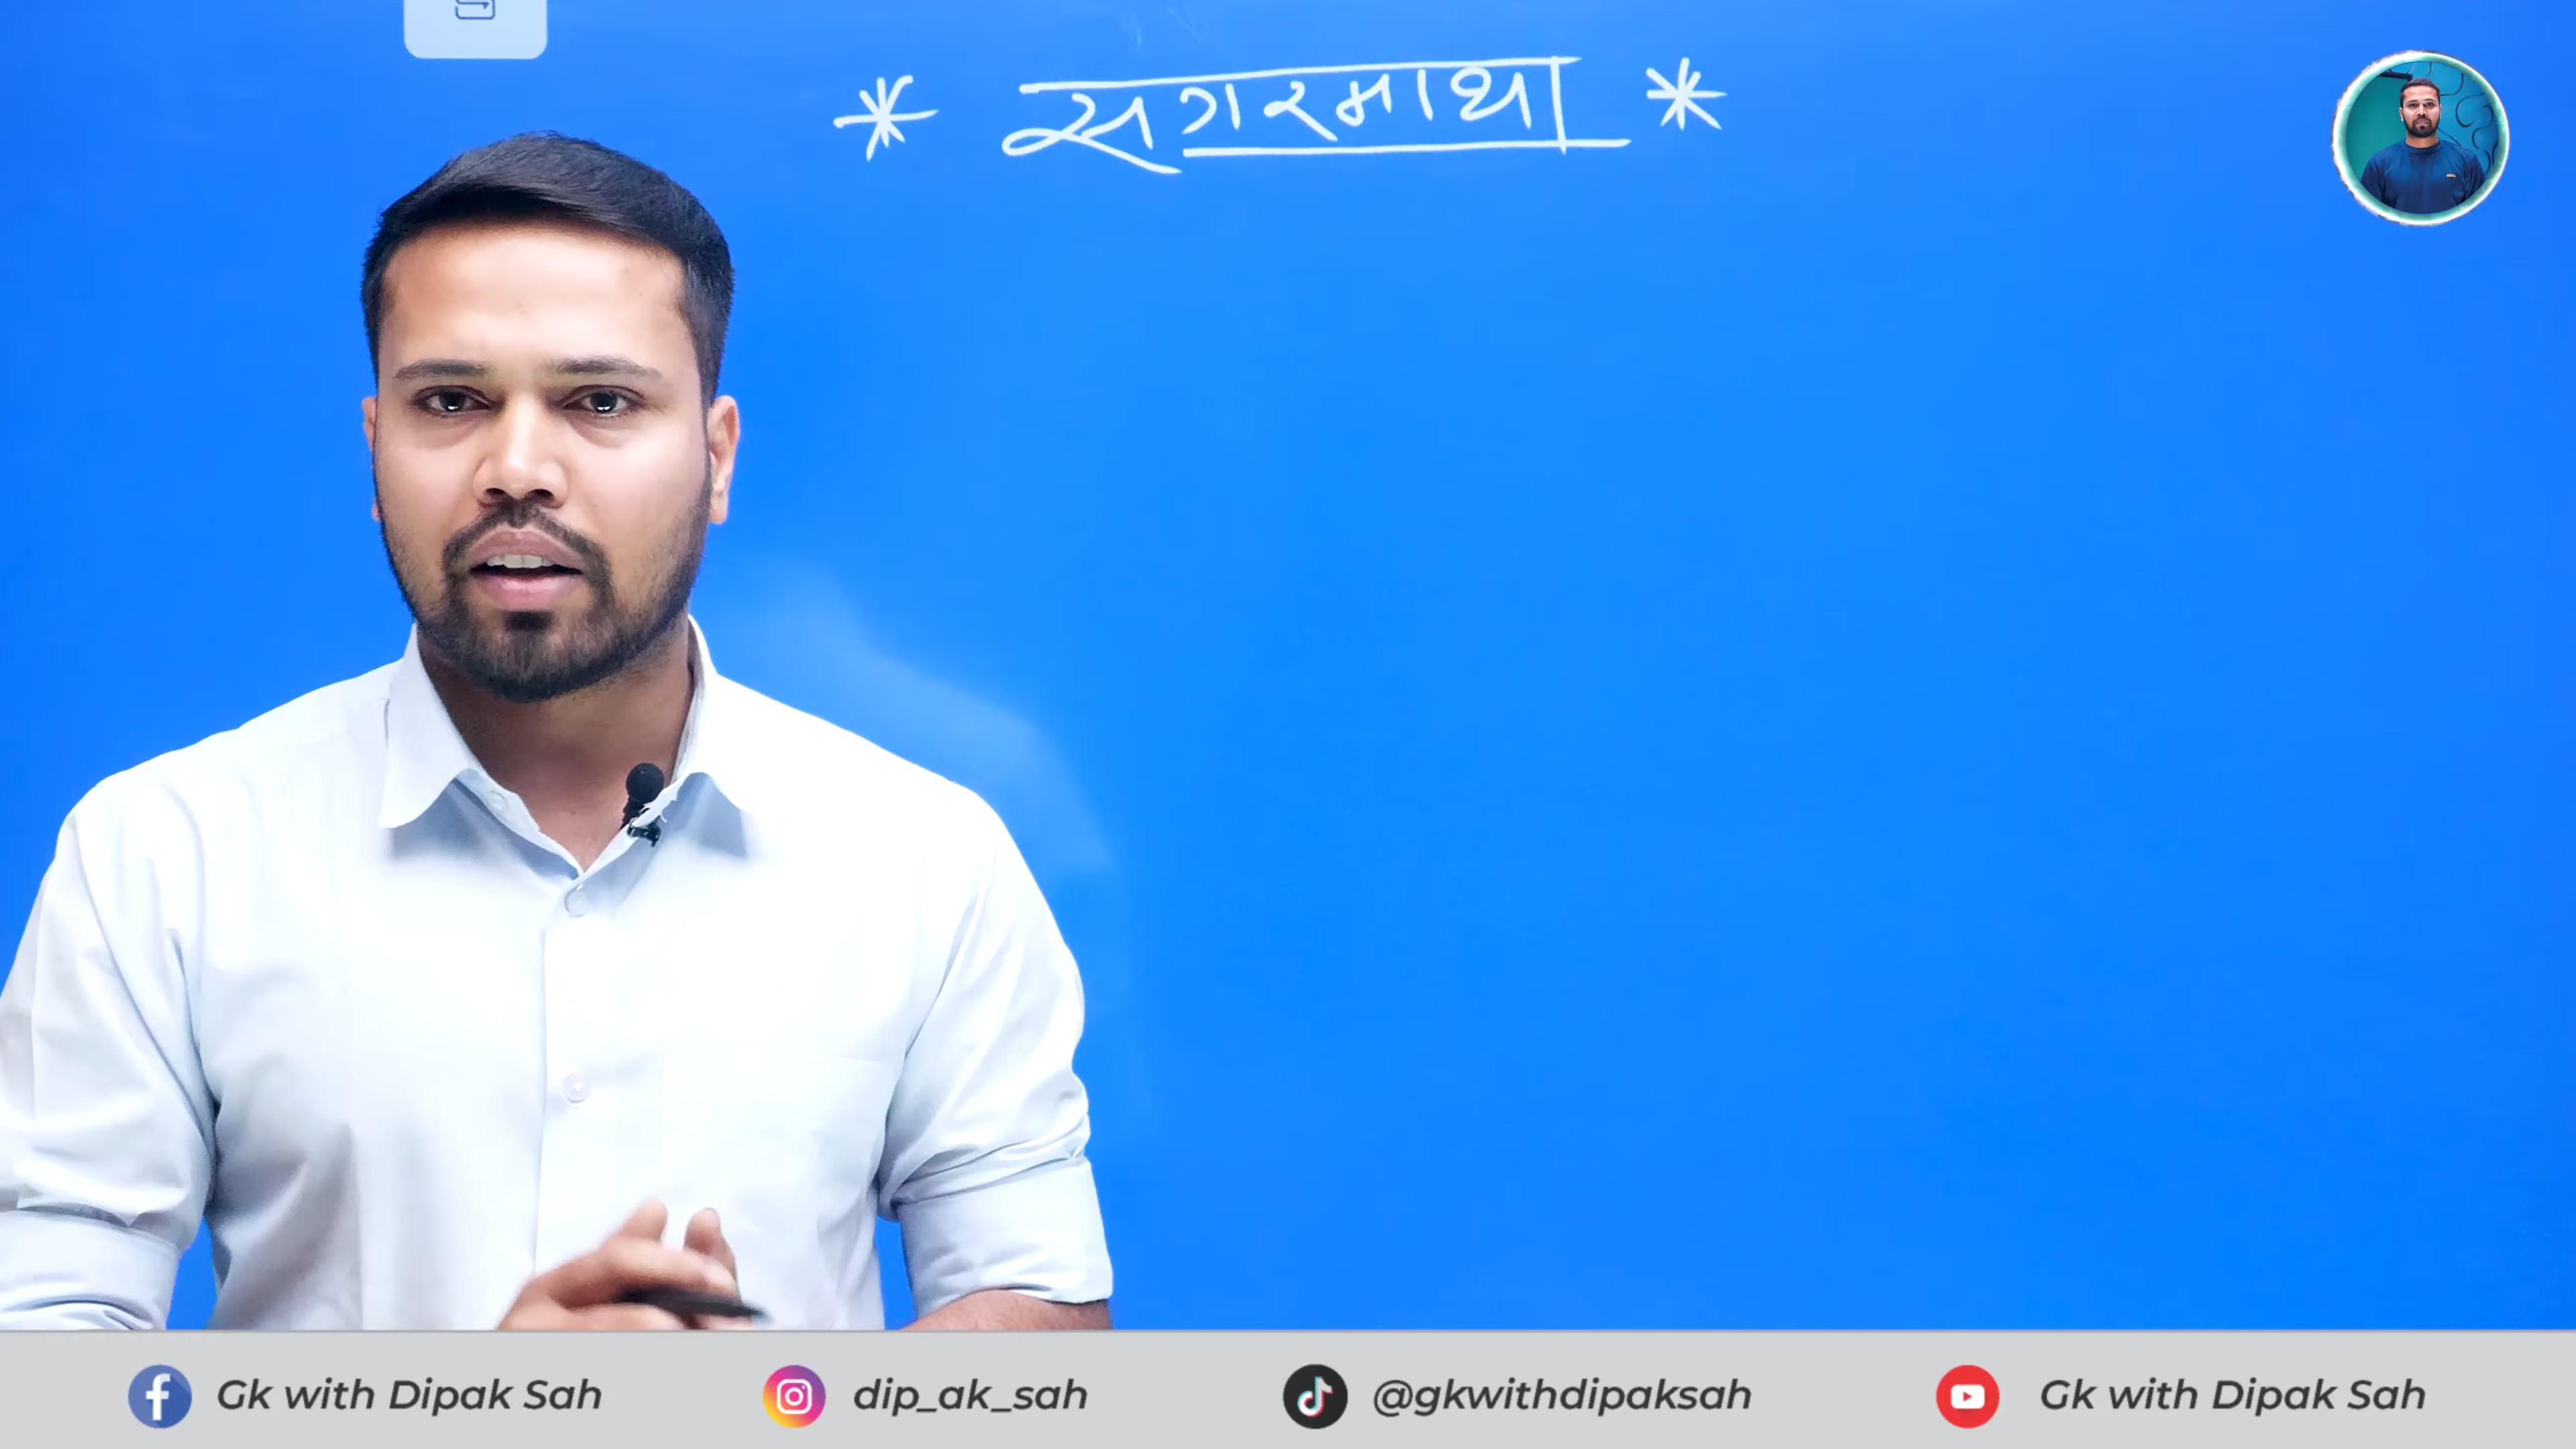 * सगरमाथा *
Gk with Dipak Sah dip_ak_sah @gkwithdipaksah Gk with Dipak Sah